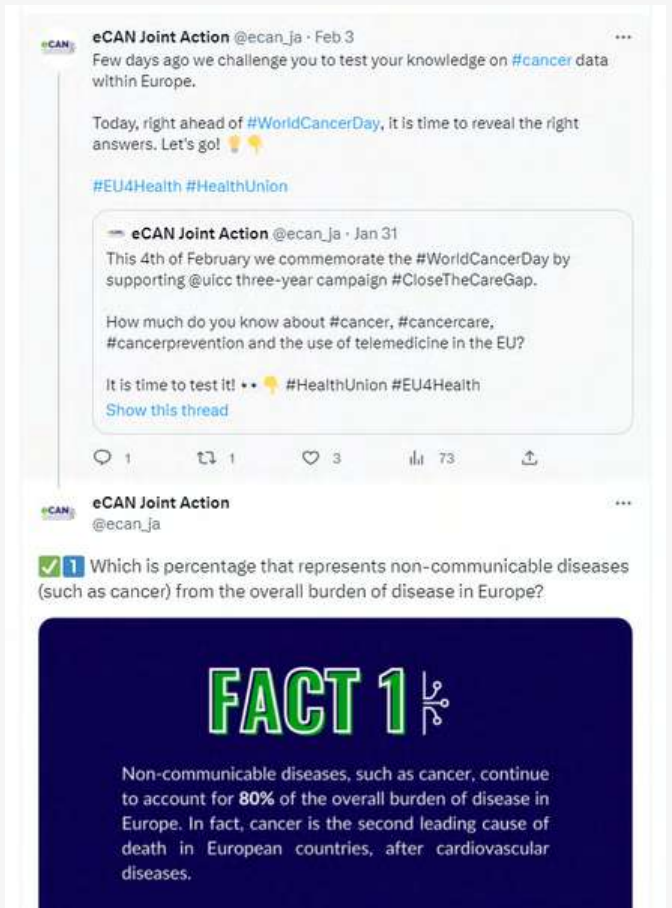 eCAN
eCAN Joint Action @ecan_ja · Feb 3
Few days ago we challenge you to test your knowledge on #cancer data
within Europe.
Today, right ahead of #WorldCancerDay, it is time to reveal the right
answers. Let's go! 💡👇
#EU4Health #HealthUnion
eCAN Joint Action @ecan_ja · Jan 31
This 4th of February we commemorate the #WorldCancerDay by
supporting @uicc three-year campaign #CloseTheCareGap.
How much do you know about #cancer, #cancercare,
#cancerprevention and the use of telemedicine in the EU?
It is time to test it! 👀👇 #HealthUnion #EU4Health
Show this thread
1 1 3 73
eCAN
eCAN Joint Action
@ecan_ja
✅1️⃣ Which is percentage that represents non-communicable diseases
(such as cancer) from the overall burden of disease in Europe?
FACT 1
Non-communicable diseases, such as cancer, continue
to account for 80% of the overall burden of disease in
Europe. In fact, cancer is the second leading cause of
death in European countries, after cardiovascular
diseases.